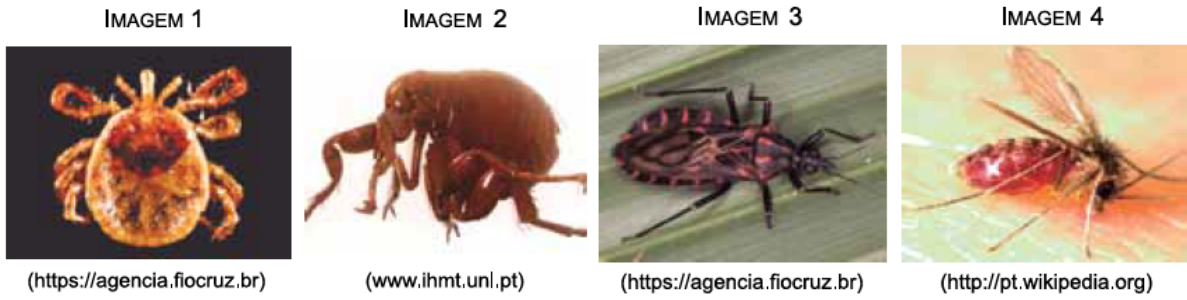 IMAGEM 1
IMAGEM 2
IMAGEM 3
IMAGEM 4
(https://agencia.fiocruz.br)
(www.ihmt.unl.pt)
(https://agencia.fiocruz.br)
(http://pt.wikipedia.org)